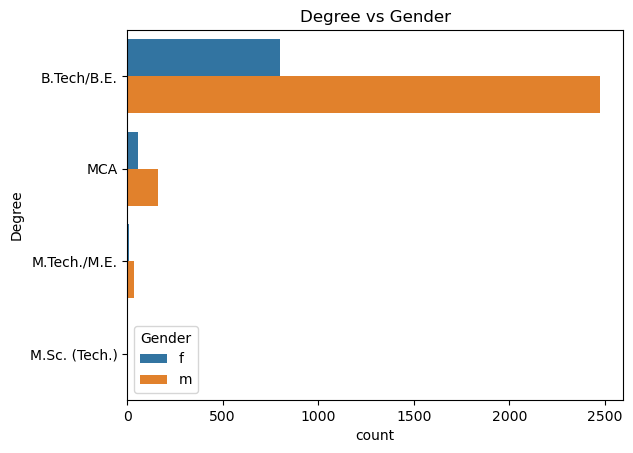 Degree vs Gender
B.Tech/B.E.
MCA
M.Tech./M.E.
M.Sc. (Tech.)
Degree
Gender
f
m
0 500 1000 1500 2000 2500
count